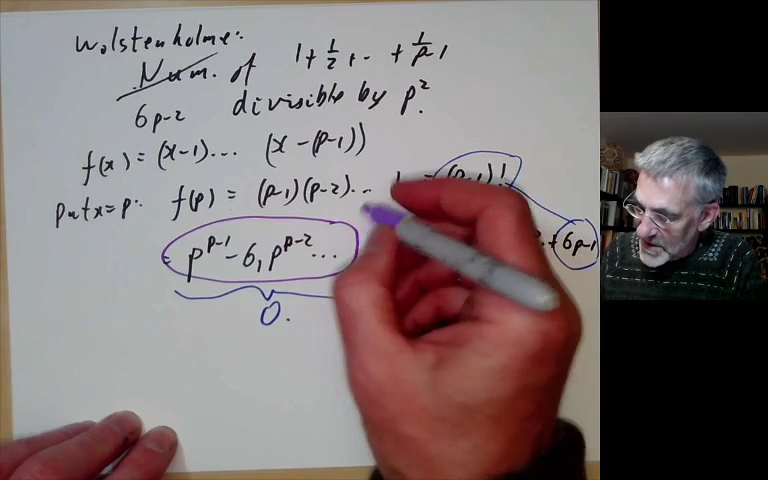 Wolstenholme:
Num. of 1+1/2+.. + 1/p-1
6p-2 divisible by p².
f(x) = (x-1)... (x-(p-1))
put x=p: f(p) = (p-1)(p-2)... = (p-1)!
= p^p-1 - 6₁p^p-2... + 6p-1
0.